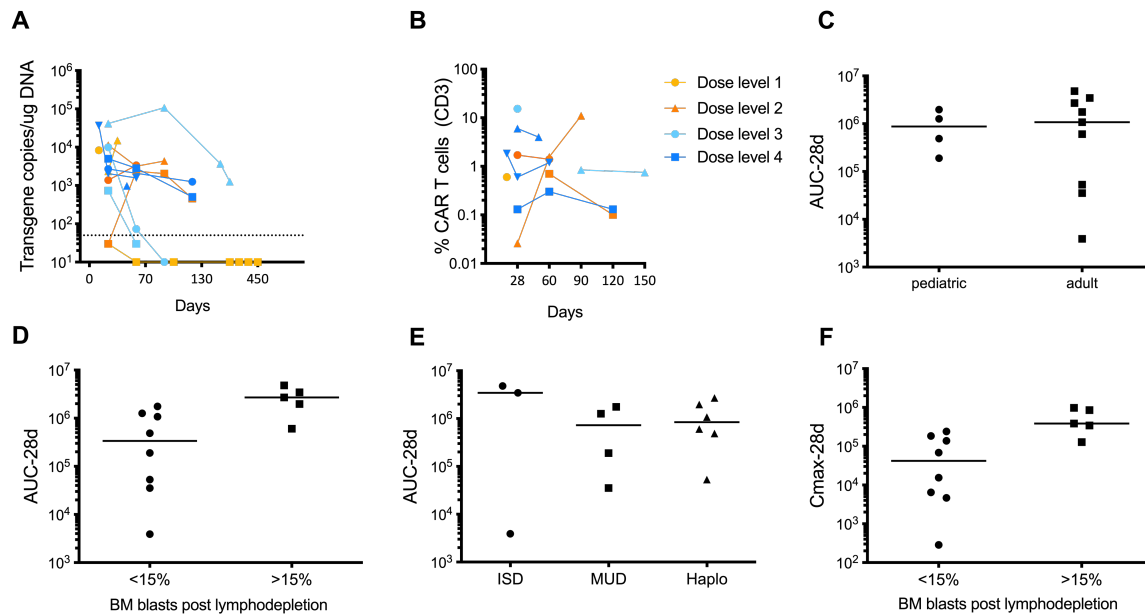 A
Transgene copies/ug DNA
10⁶
10⁵
10⁴
10³
10²
10¹
0 70 130 450
Days
B
% CAR T cells (CD3)
100
10
1
0.1
0.01
28 60 90 120 150
Days
Dose level 1
Dose level 2
Dose level 3
Dose level 4
C
AUC-28d
10⁷
10⁶
10⁵
10⁴
10³
pediatric adult
D
AUC-28d
10⁷
10⁶
10⁵
10⁴
10³
<15% >15%
BM blasts post lymphodepletion
E
AUC-28d
10⁷
10⁶
10⁵
10⁴
10³
ISD MUD Haplo
F
Cmax-28d
10⁷
10⁶
10⁵
10⁴
10³
10²
<15% >15%
BM blasts post lymphodepletion